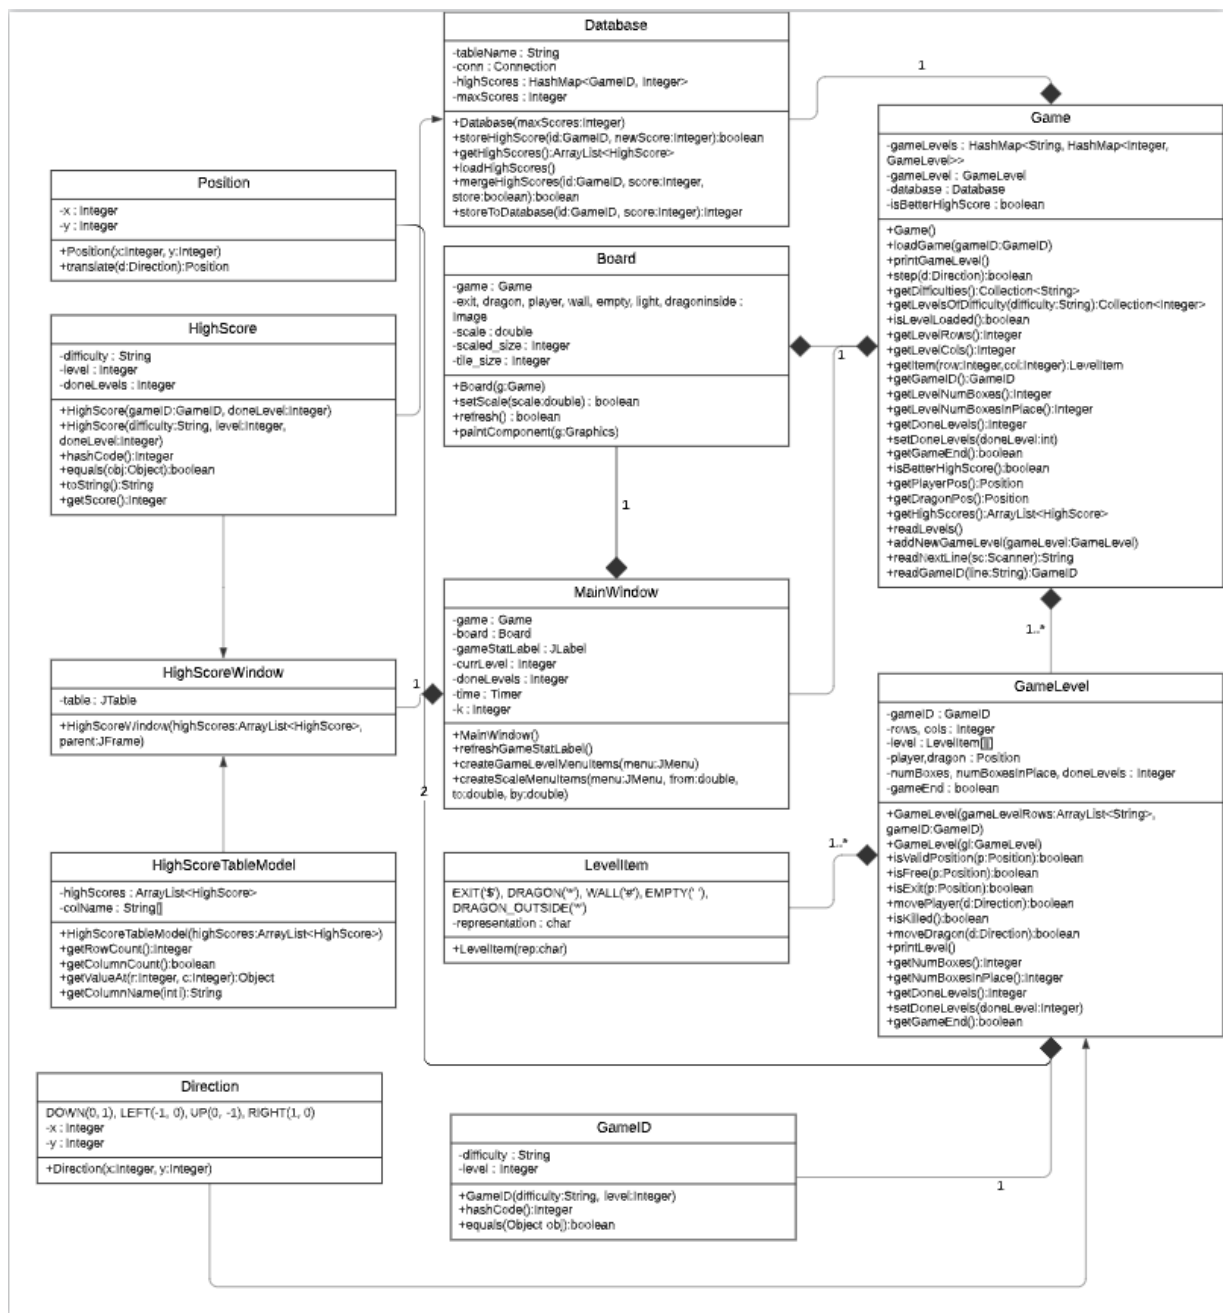 Database
-tableName : String
-conn : Connection
-highScores : HashMap<GameID, Integer>
-maxScores : Integer
+Database(maxScores:Integer)
+storeHighScore(id:GameID, newScore:Integer):boolean
+getHighScores():ArrayList<HighScore>
+loadHighScores()
+mergeHighScores(id:GameID, score:Integer,
store:boolean):boolean
+storeToDatabase(id:GameID, score:Integer):Integer
1
Game
-gameLevels : HashMap<String, HashMap<Integer,
GameLevel>>
-gameLevel : GameLevel
-database : Database
-isBetterHighScore : boolean
+Game()
+loadGame(gameID:GameID)
+printGameLevel()
+step(d:Direction):boolean
+getDifficulties():Collection<String>
+getLevelsOfDifficulty(difficulty:String):Collection<Integer>
+isLevelLoaded():boolean
+getLevelRows():Integer
+getLevelCols():Integer
+getItem(row:Integer,col:Integer):LevelItem
+getGameID():GameID
+getLevelNumBoxes():Integer
+getLevelNumBoxesInPlace():Integer
+getDoneLevels():Integer
+setDoneLevels(doneLevel:int)
+getGameEnd():boolean
+isBetterHighScore():boolean
+getPlayerPos():Position
+getDragonPos():Position
+getHighScores():ArrayList<HighScore>
+readLevels()
+addNewGameLevel(gameLevel:GameLevel)
+readNextLine(sc:Scanner):String
+readGameID(line:String):GameID
Position
-x : Integer
-y : Integer
+Position(x:Integer, y:Integer)
+translate(d:Direction):Position
Board
-game : Game
-exit, dragon, player, wall, empty, light, dragoninside :
Image
-scale : double
-scaled_size : Integer
-tile_size : Integer
+Board(g:Game)
+setScale(scale:double) : boolean
+refresh() : boolean
+paintComponent(g:Graphics)
1
1
HighScore
-difficulty : String
-level : Integer
-doneLevels : Integer
+HighScore(gameID:GameID, doneLevel:Integer)
+HighScore(difficulty:String, level:Integer,
doneLevel:Integer)
+hashCode():Integer
+equals(obj:Object):boolean
+toString():String
+getScore():Integer
MainWindow
-game : Game
-board : Board
-gameStatLabel : JLabel
-currLevel : Integer
-doneLevels : Integer
-time : Timer
-k : Integer
+MainWindow()
+refreshGameStatLabel()
+createGameLevelMenuItems(menu:JMenu)
+createScaleMenuItems(menu:JMenu, from:double,
to:double, by:double)
1..*
HighScoreWindow
-table : JTable
+HighScoreWindow(highScores:ArrayList<HighScore>,
parent:JFrame)
1
2
GameLevel
-gameID : GameID
-rows, cols : Integer
-level : LevelItem[][]
-player,dragon : Position
-numBoxes, numBoxesInPlace, doneLevels : Integer
-gameEnd : boolean
+GameLevel(gameLevelRows:ArrayList<String>,
gameID:GameID)
+GameLevel(gl:GameLevel)
+isValidPosition(p:Position):boolean
+isFree(p:Position):boolean
+isExit(p:Position):boolean
+movePlayer(d:Direction):boolean
+isKilled():boolean
+moveDragon(d:Direction):boolean
+printLevel()
+getNumBoxes():Integer
+getNumBoxesInPlace():Integer
+getDoneLevels():Integer
+setDoneLevels(doneLevel:Integer)
+getGameEnd():boolean
HighScoreTableModel
-highScores : ArrayList<HighScore>
-colName : String[]
+HighScoreTableModel(highScores:ArrayList<HighScore>)
+getRowCount():Integer
+getColumnCount():boolean
+getValueAt(r:Integer, c:Integer):Object
+getColumnName(int i):String
LevelItem
EXIT('$'), DRAGON('*'), WALL('#'), EMPTY(' '),
DRAGON_OUTSIDE('*')
-representation : char
+LevelItem(rep:char)
1..*
Direction
DOWN(0, 1), LEFT(-1, 0), UP(0, -1), RIGHT(1, 0)
-x : Integer
-y : Integer
+Direction(x:Integer, y:Integer)
GameID
-difficulty : String
-level : Integer
+GameID(difficulty:String, level:Integer)
+hashCode():Integer
+equals(Object obj):boolean
1